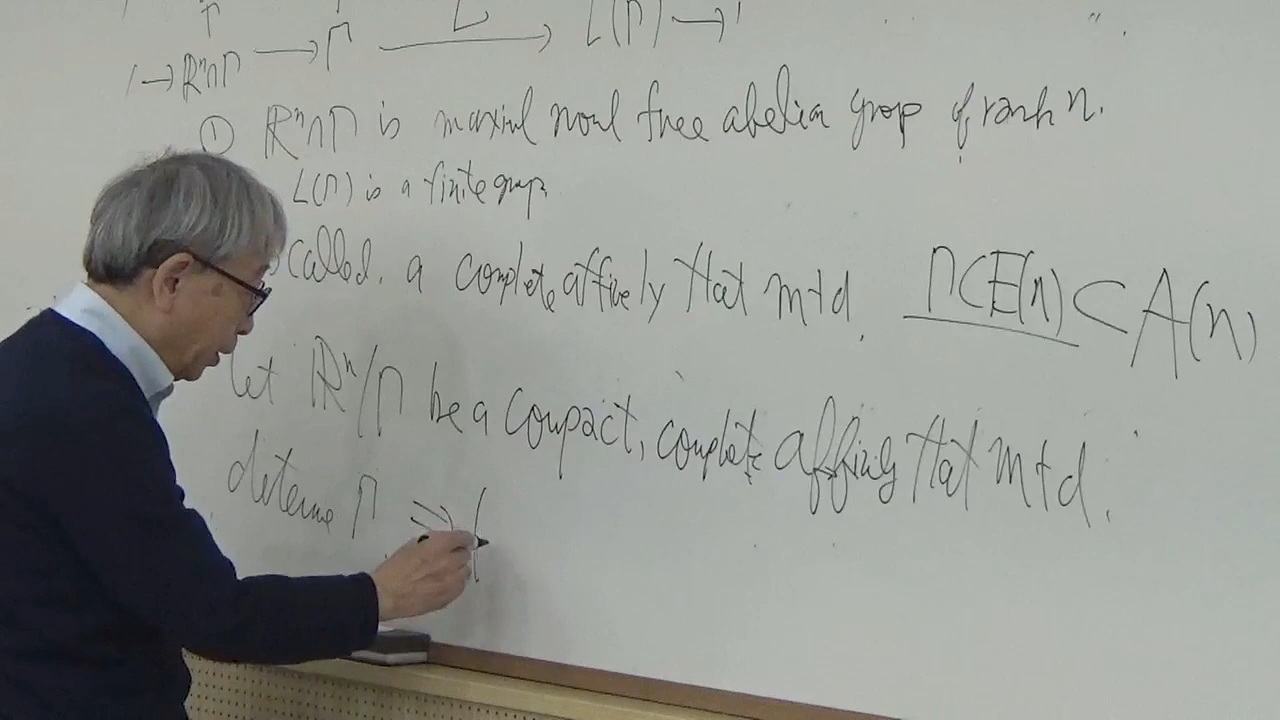 L L(Γ) → 1
1 → ℝⁿ∩Γ → Γ
① ℝⁿ∩Γ is maximal normal free abelian group of rank n.
L(Γ) is a finite group
called. a complete affinely flat mfd. Γ⊂E(n)⊂A(n)
let ℝⁿ/Γ be a compact, complete affinely flat mfd.
determine Γ ⇒